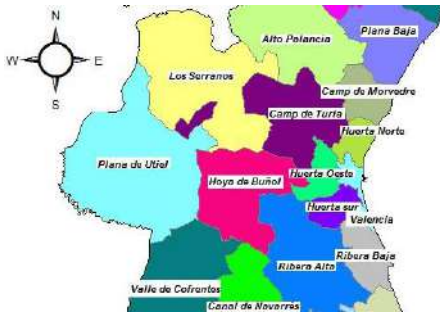 N
W E
S
Alto Palancia
Plana Baja
Los Serranos
Camp de Morvedre
Camp de Turia
Huerta Norte
Plana de Utiel
Hoya de Buñol
Huerta Oeste
Huerta sur
Valencia
Ribera Baja
Ribera Alta
Valle de Cofrentes
Canal de Navarrés